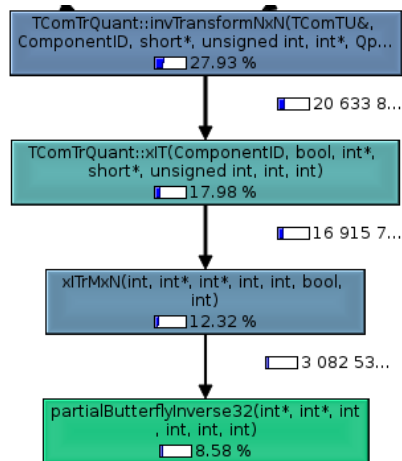 TComTrQuant::invTransformNxN(TComTU&,
ComponentID, short*, unsigned int, int*, Qp...
27.93 %
20 633 8...
TComTrQuant::xIT(ComponentID, bool, int*,
short*, unsigned int, int, int)
17.98 %
16 915 7...
xITrMxN(int, int*, int*, int, int, bool,
int)
12.32 %
3 082 53...
partialButterflyInverse32(int*, int*, int
, int, int, int)
8.58 %